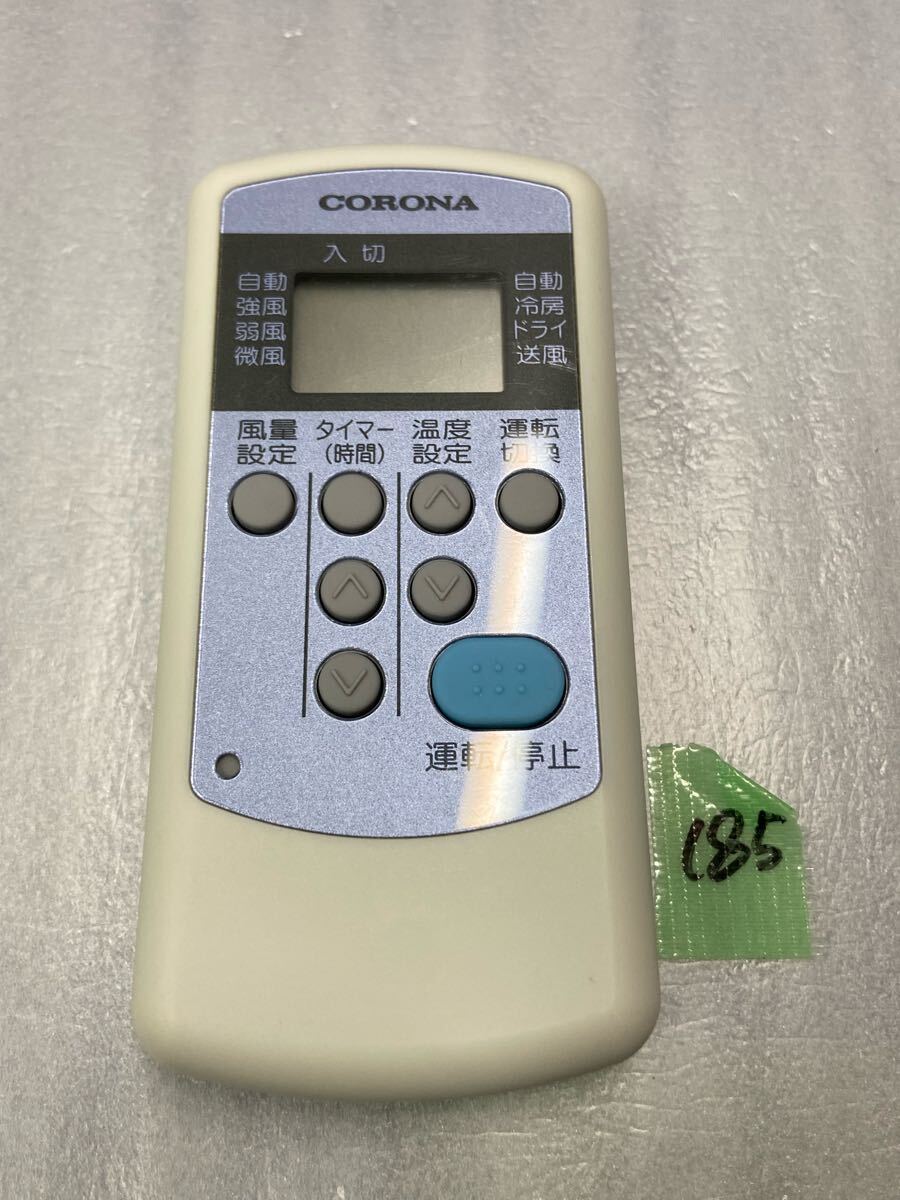 CORONA
入 切
自動
強風
弱風
微風
自動
冷房
ドライ
送風
風量
設定
タイマー
(時間)
温度
設定
運転
切換
運転/停止
185